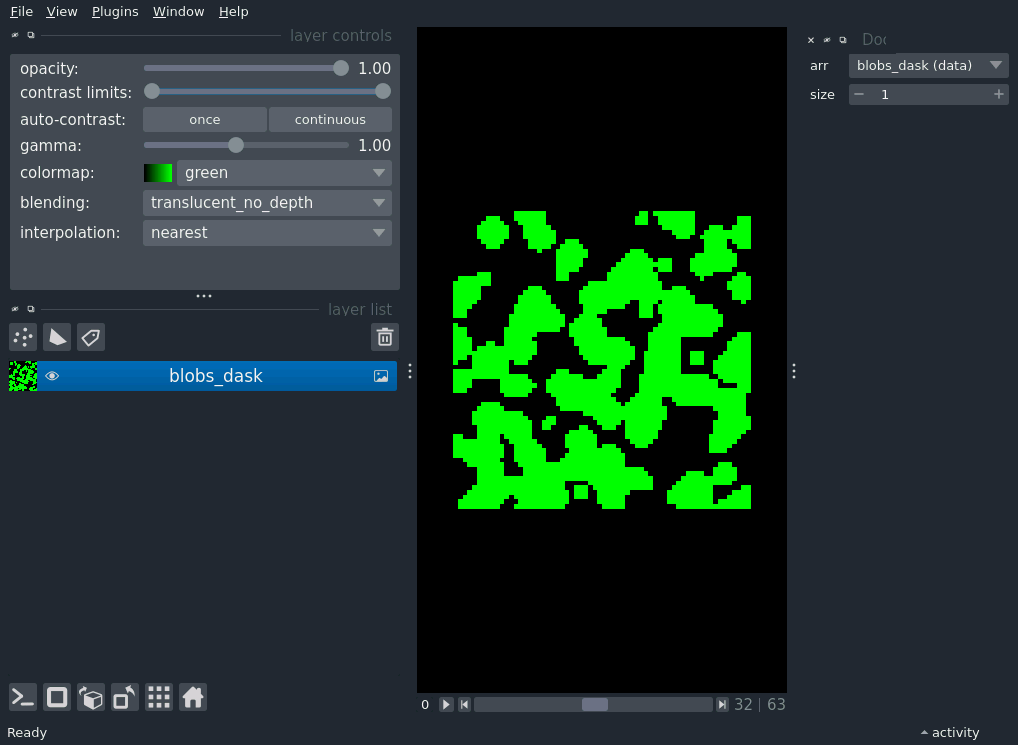 File View Plugins Window Help
layer controls
opacity: 1.00
contrast limits:
auto-contrast: once continuous
gamma: 1.00
colormap: green
blending: translucent_no_depth
interpolation: nearest
layer list
blobs_dask
0 32 | 63
Ready
arr blobs_dask (data)
size 1
activity